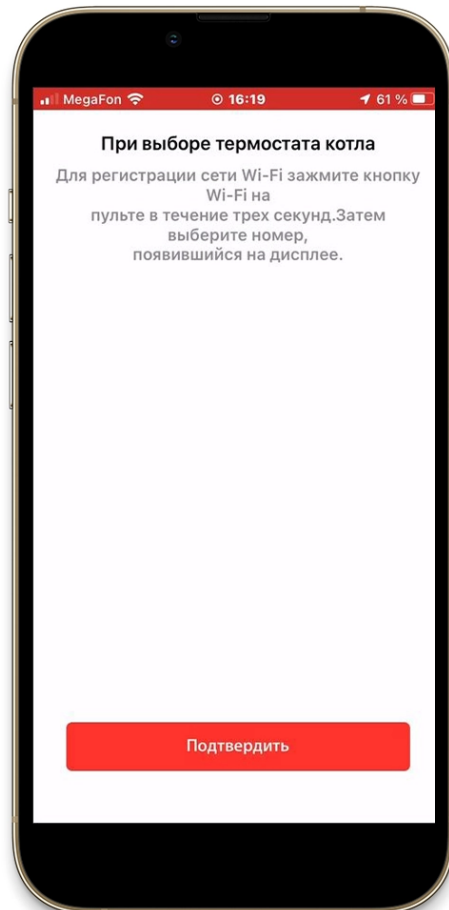 MegaFon 16:19 61 %
При выборе термостата котла
Для регистрации сети Wi-Fi зажмите кнопку
Wi-Fi на
пульте в течение трех секунд.Затем
выберите номер,
появившийся на дисплее.
Подтвердить